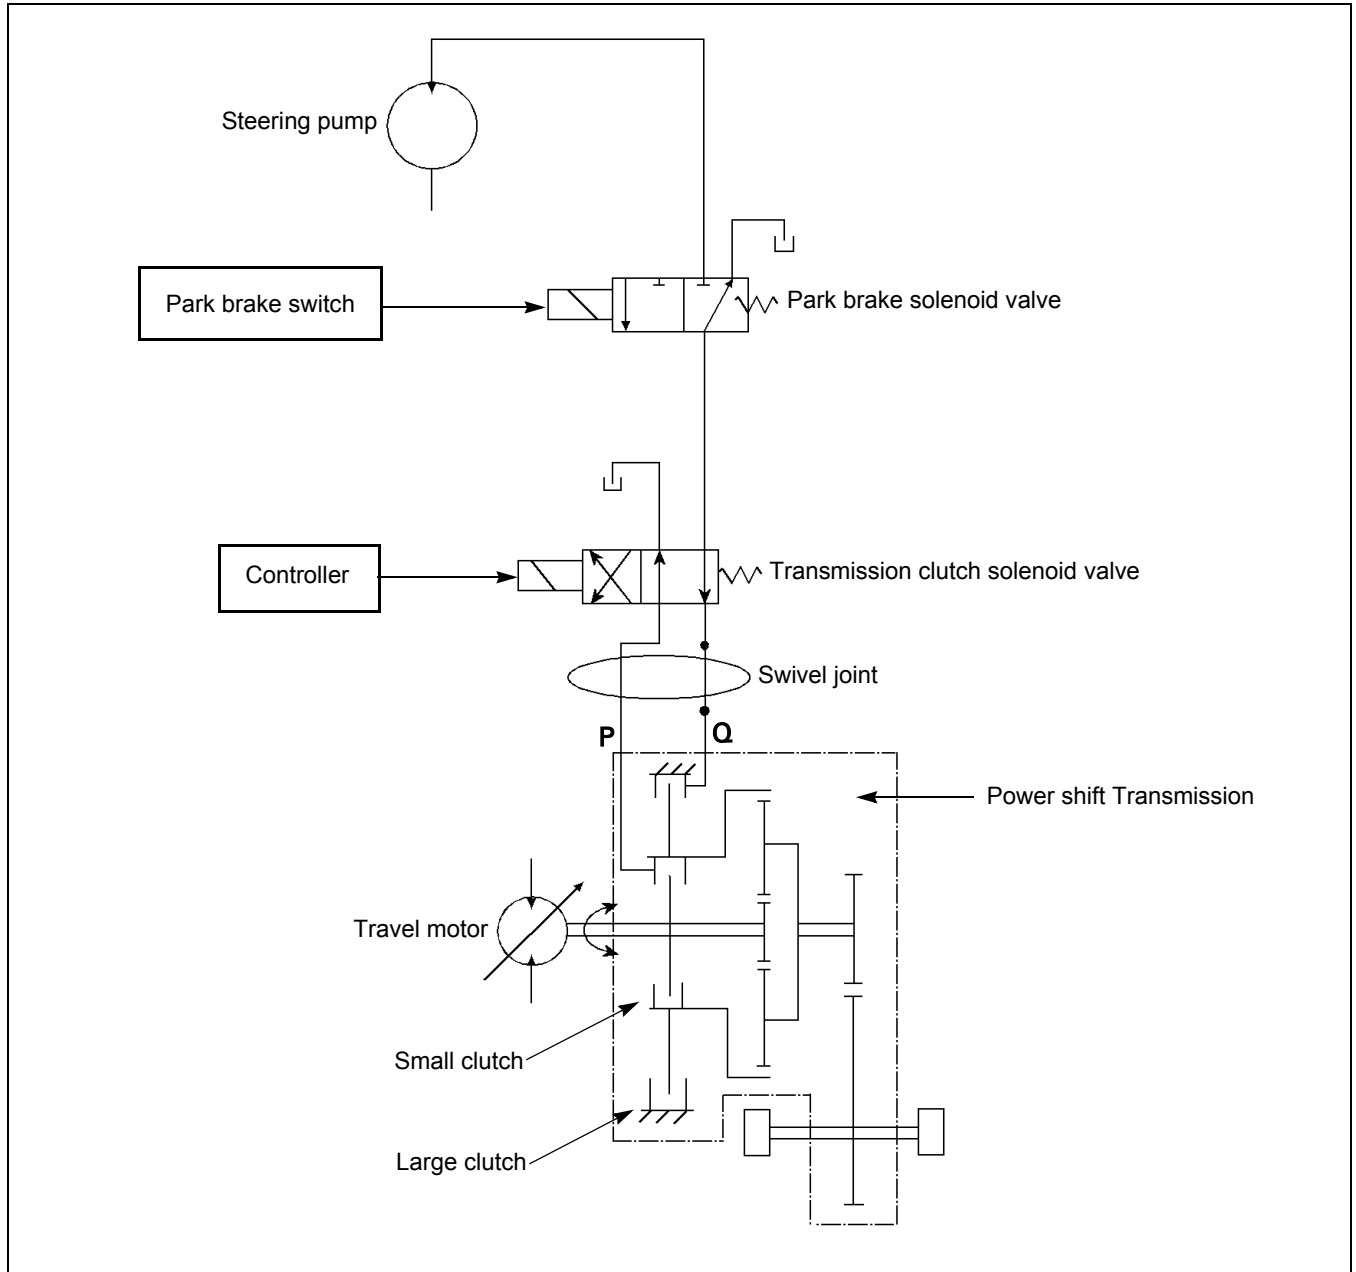 Steering pump
Park brake switch
Park brake solenoid valve
Controller
Transmission clutch solenoid valve
Swivel joint
P
Q
Power shift Transmission
Travel motor
Small clutch
Large clutch